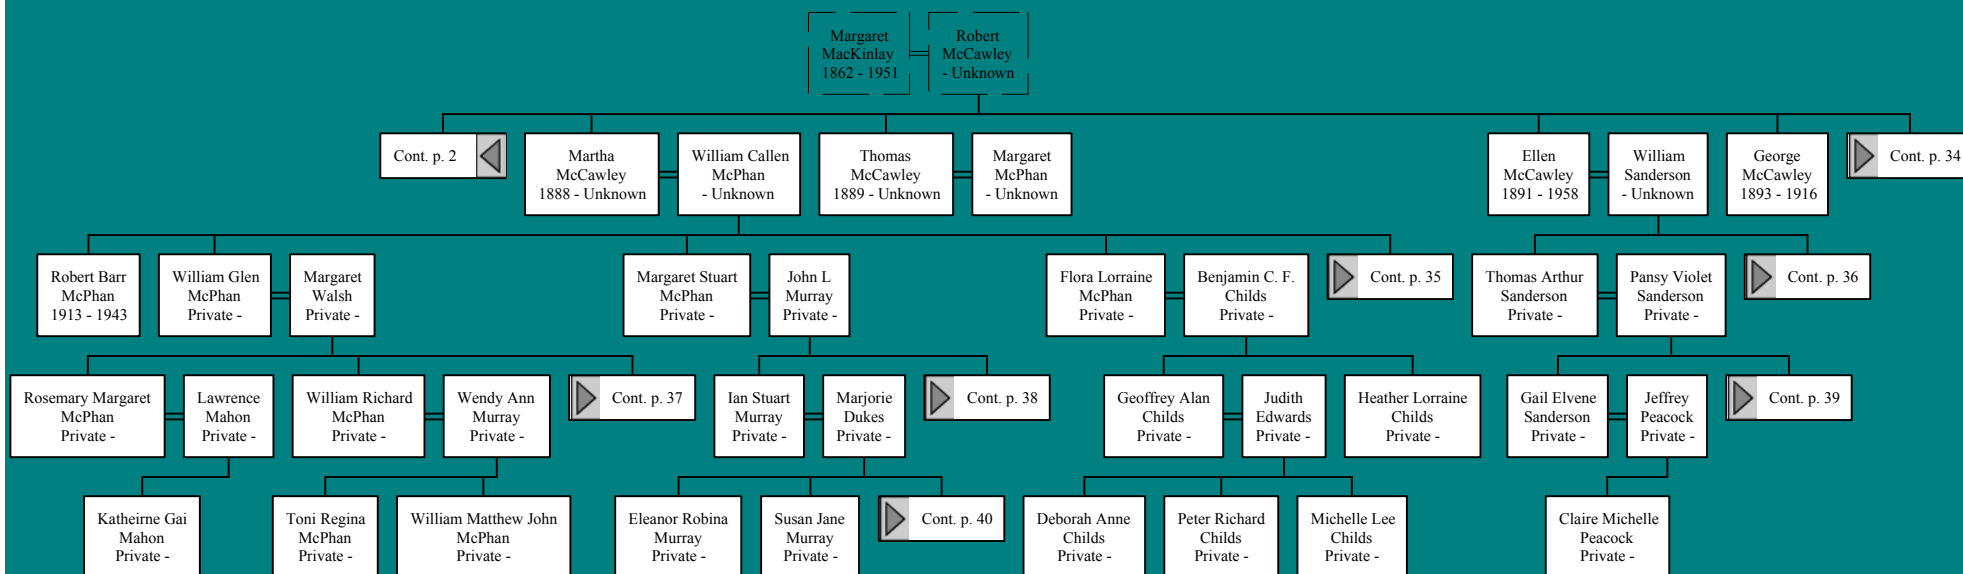 Margaret
MacKinlay
1862 - 1951
Robert
McCawley
- Unknown
Cont. p. 2
Martha
McCawley
1888 - Unknown
William Callen
McPhan
- Unknown
Thomas
McCawley
1889 - Unknown
Margaret
McPhan
- Unknown
Ellen
McCawley
1891 - 1958
William
Sanderson
- Unknown
George
McCawley
1893 - 1916
Cont. p. 34
Robert Barr
McPhan
1913 - 1943
William Glen
McPhan
Private -
Margaret
Walsh
Private -
Margaret Stuart
McPhan
Private -
John L
Murray
Private -
Flora Lorraine
McPhan
Private -
Benjamin C. F.
Childs
Private -
Cont. p. 35
Thomas Arthur
Sanderson
Private -
Pansy Violet
Sanderson
Private -
Cont. p. 36
Rosemary Margaret
McPhan
Private -
Lawrence
Mahon
Private -
William Richard
McPhan
Private -
Wendy Ann
Murray
Private -
Cont. p. 37
Ian Stuart
Murray
Private -
Marjorie
Dukes
Private -
Cont. p. 38
Geoffrey Alan
Childs
Private -
Judith
Edwards
Private -
Heather Lorraine
Childs
Private -
Gail Elvene
Sanderson
Private -
Jeffrey
Peacock
Private -
Cont. p. 39
Katheirne Gai
Mahon
Private -
Toni Regina
McPhan
Private -
William Matthew John
McPhan
Private -
Eleanor Robina
Murray
Private -
Susan Jane
Murray
Private -
Cont. p. 40
Deborah Anne
Childs
Private -
Peter Richard
Childs
Private -
Michelle Lee
Childs
Private -
Claire Michelle
Peacock
Private -